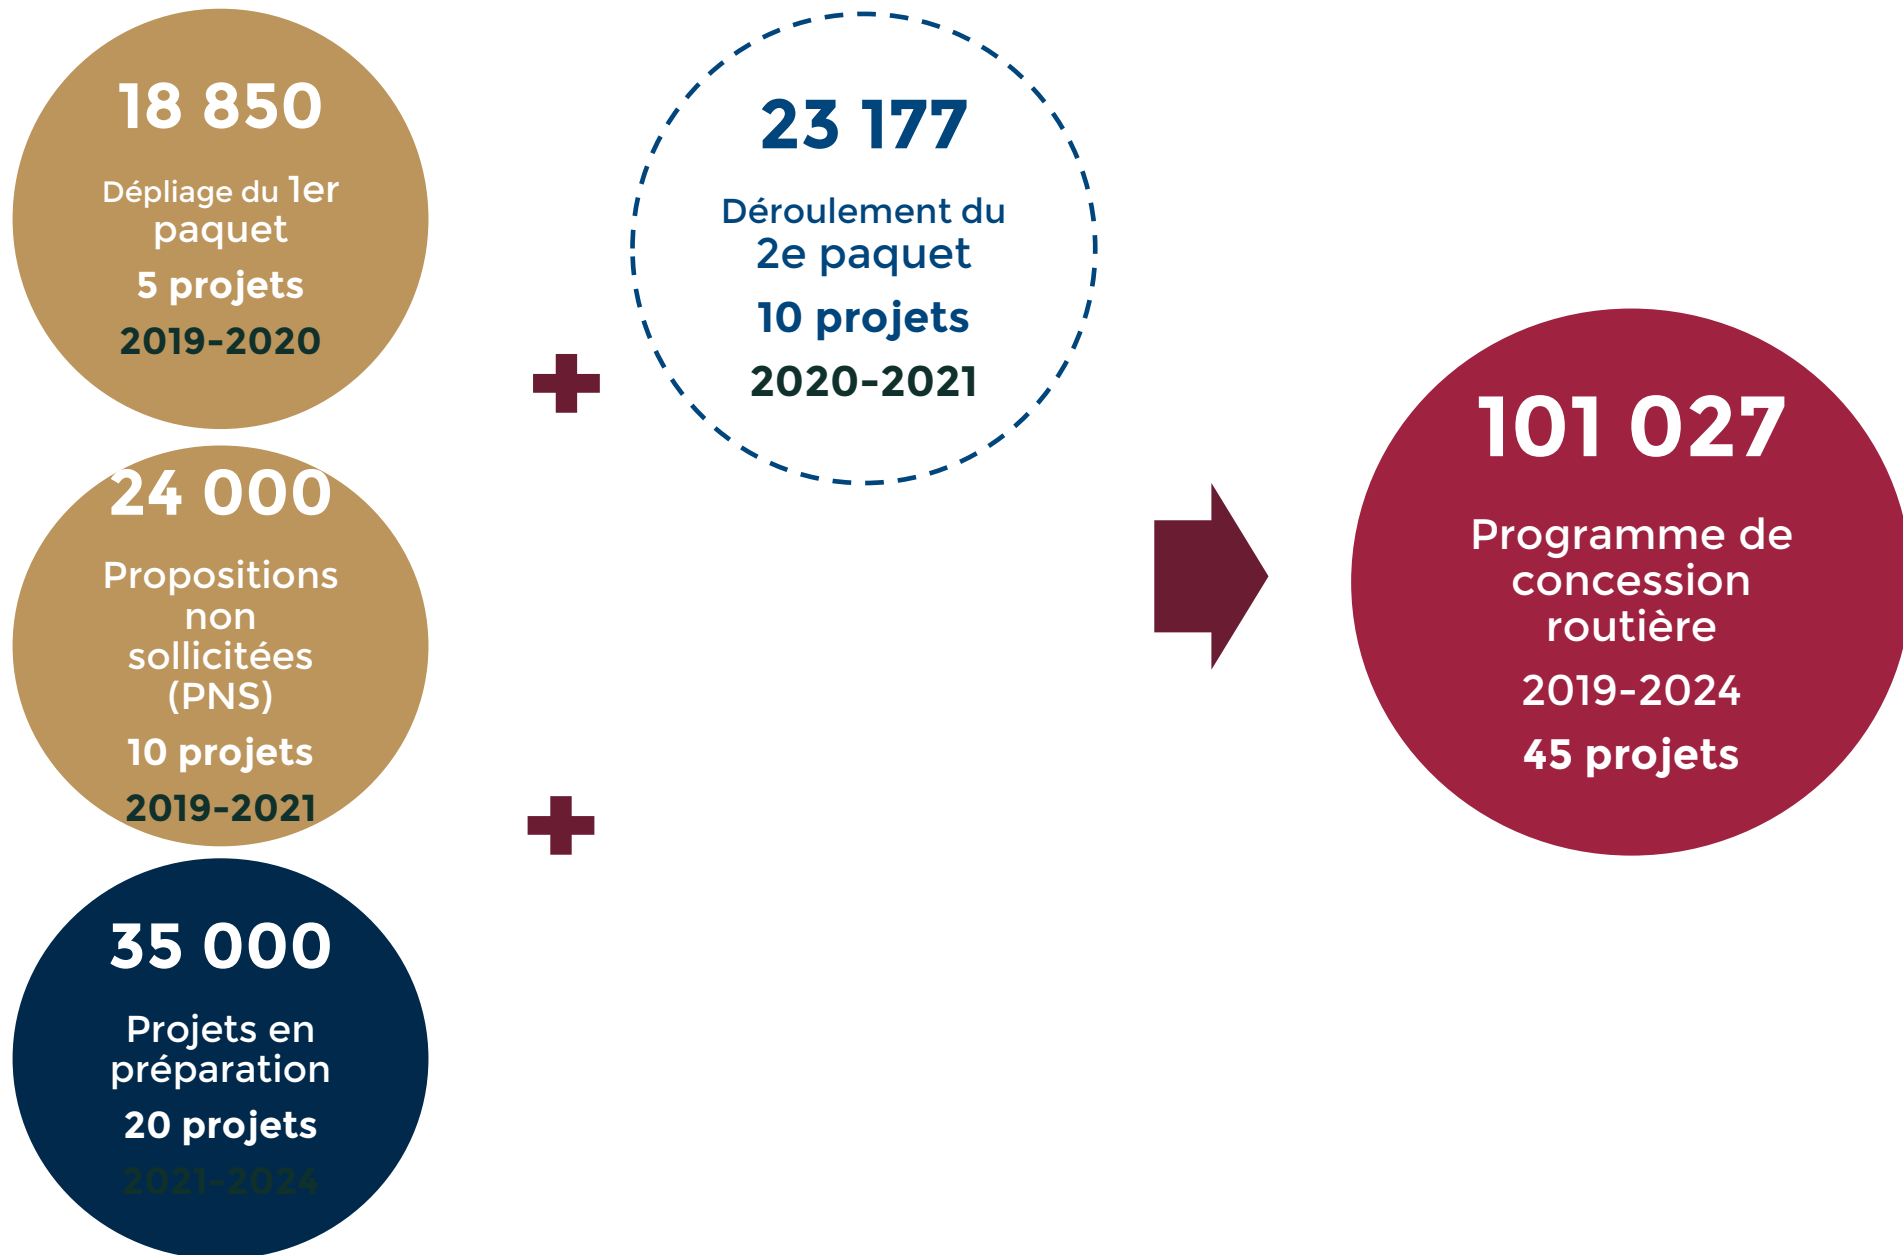 18 850
Dépliage du 1er
paquet
5 projets
2019-2020
23 177
Déroulement du
2e paquet
10 projets
2020-2021
24 000
Propositions
non
sollicitées
(PNS)
10 projets
2019-2021
35 000
Projets en
préparation
20 projets
2021-2024
101 027
Programme de
concession
routière
2019-2024
45 projets